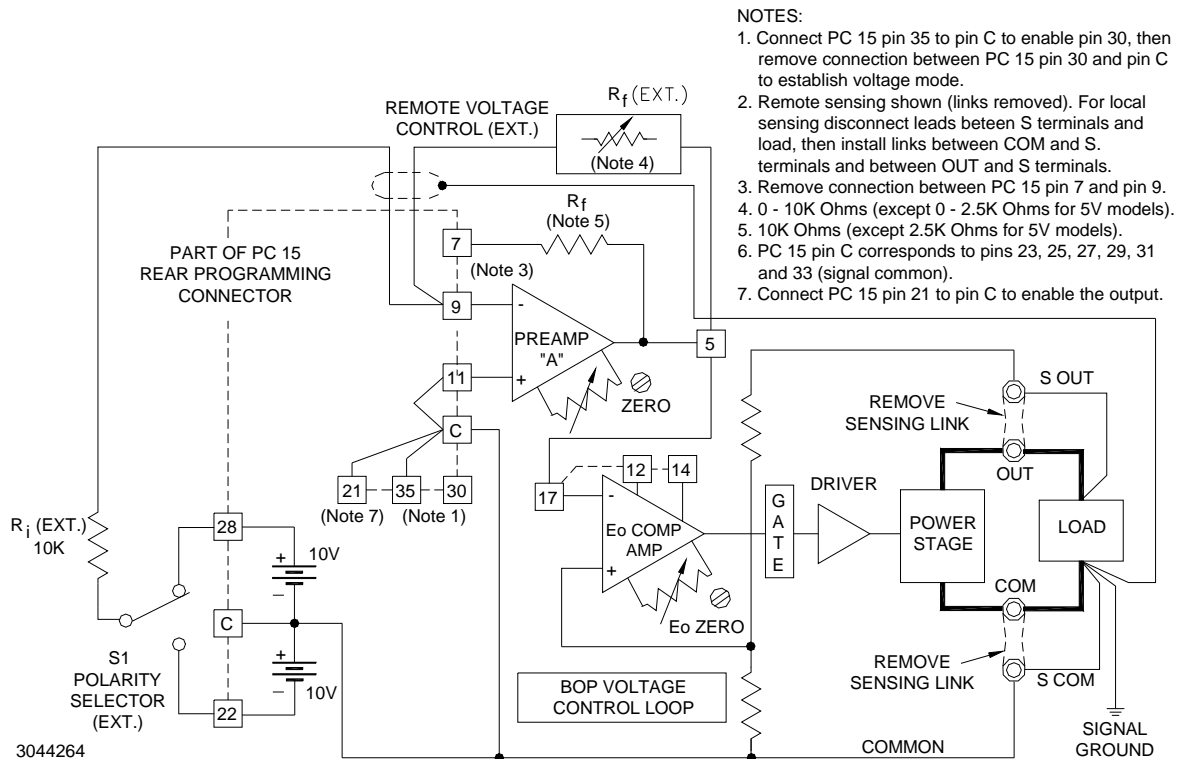 NOTES:
1. Connect PC 15 pin 35 to pin C to enable pin 30, then
remove connection between PC 15 pin 30 and pin C
to establish voltage mode.
2. Remote sensing shown (links removed). For local
sensing disconnect leads beteen S terminals and
load, then install links between COM and S.
terminals and between OUT and S terminals.
3. Remove connection between PC 15 pin 7 and pin 9.
4. 0 - 10K Ohms (except 0 - 2.5K Ohms for 5V models).
5. 10K Ohms (except 2.5K Ohms for 5V models).
6. PC 15 pin C corresponds to pins 23, 25, 27, 29, 31
and 33 (signal common).
7. Connect PC 15 pin 21 to pin C to enable the output.
REMOTE VOLTAGE
CONTROL (EXT.)
Rf (EXT.)
(Note 4)
Rf
(Note 5)
PART OF PC 15
REAR PROGRAMMING
CONNECTOR
7
(Note 3)
9
-
PREAMP
"A"
5
11
+
ZERO
C
21
35
30
(Note 7)
(Note 1)
17
12
14
-
Eo COMP
AMP
+
Eo ZERO
GATE
DRIVER
POWER
STAGE
LOAD
S OUT
REMOVE
SENSING LINK
OUT
COM
REMOVE
SENSING LINK
S COM
SIGNAL
GROUND
Ri (EXT.)
10K
28
+
10V
–
C
+
10V
–
22
S1
POLARITY
SELECTOR
(EXT.)
BOP VOLTAGE
CONTROL LOOP
COMMON
3044264